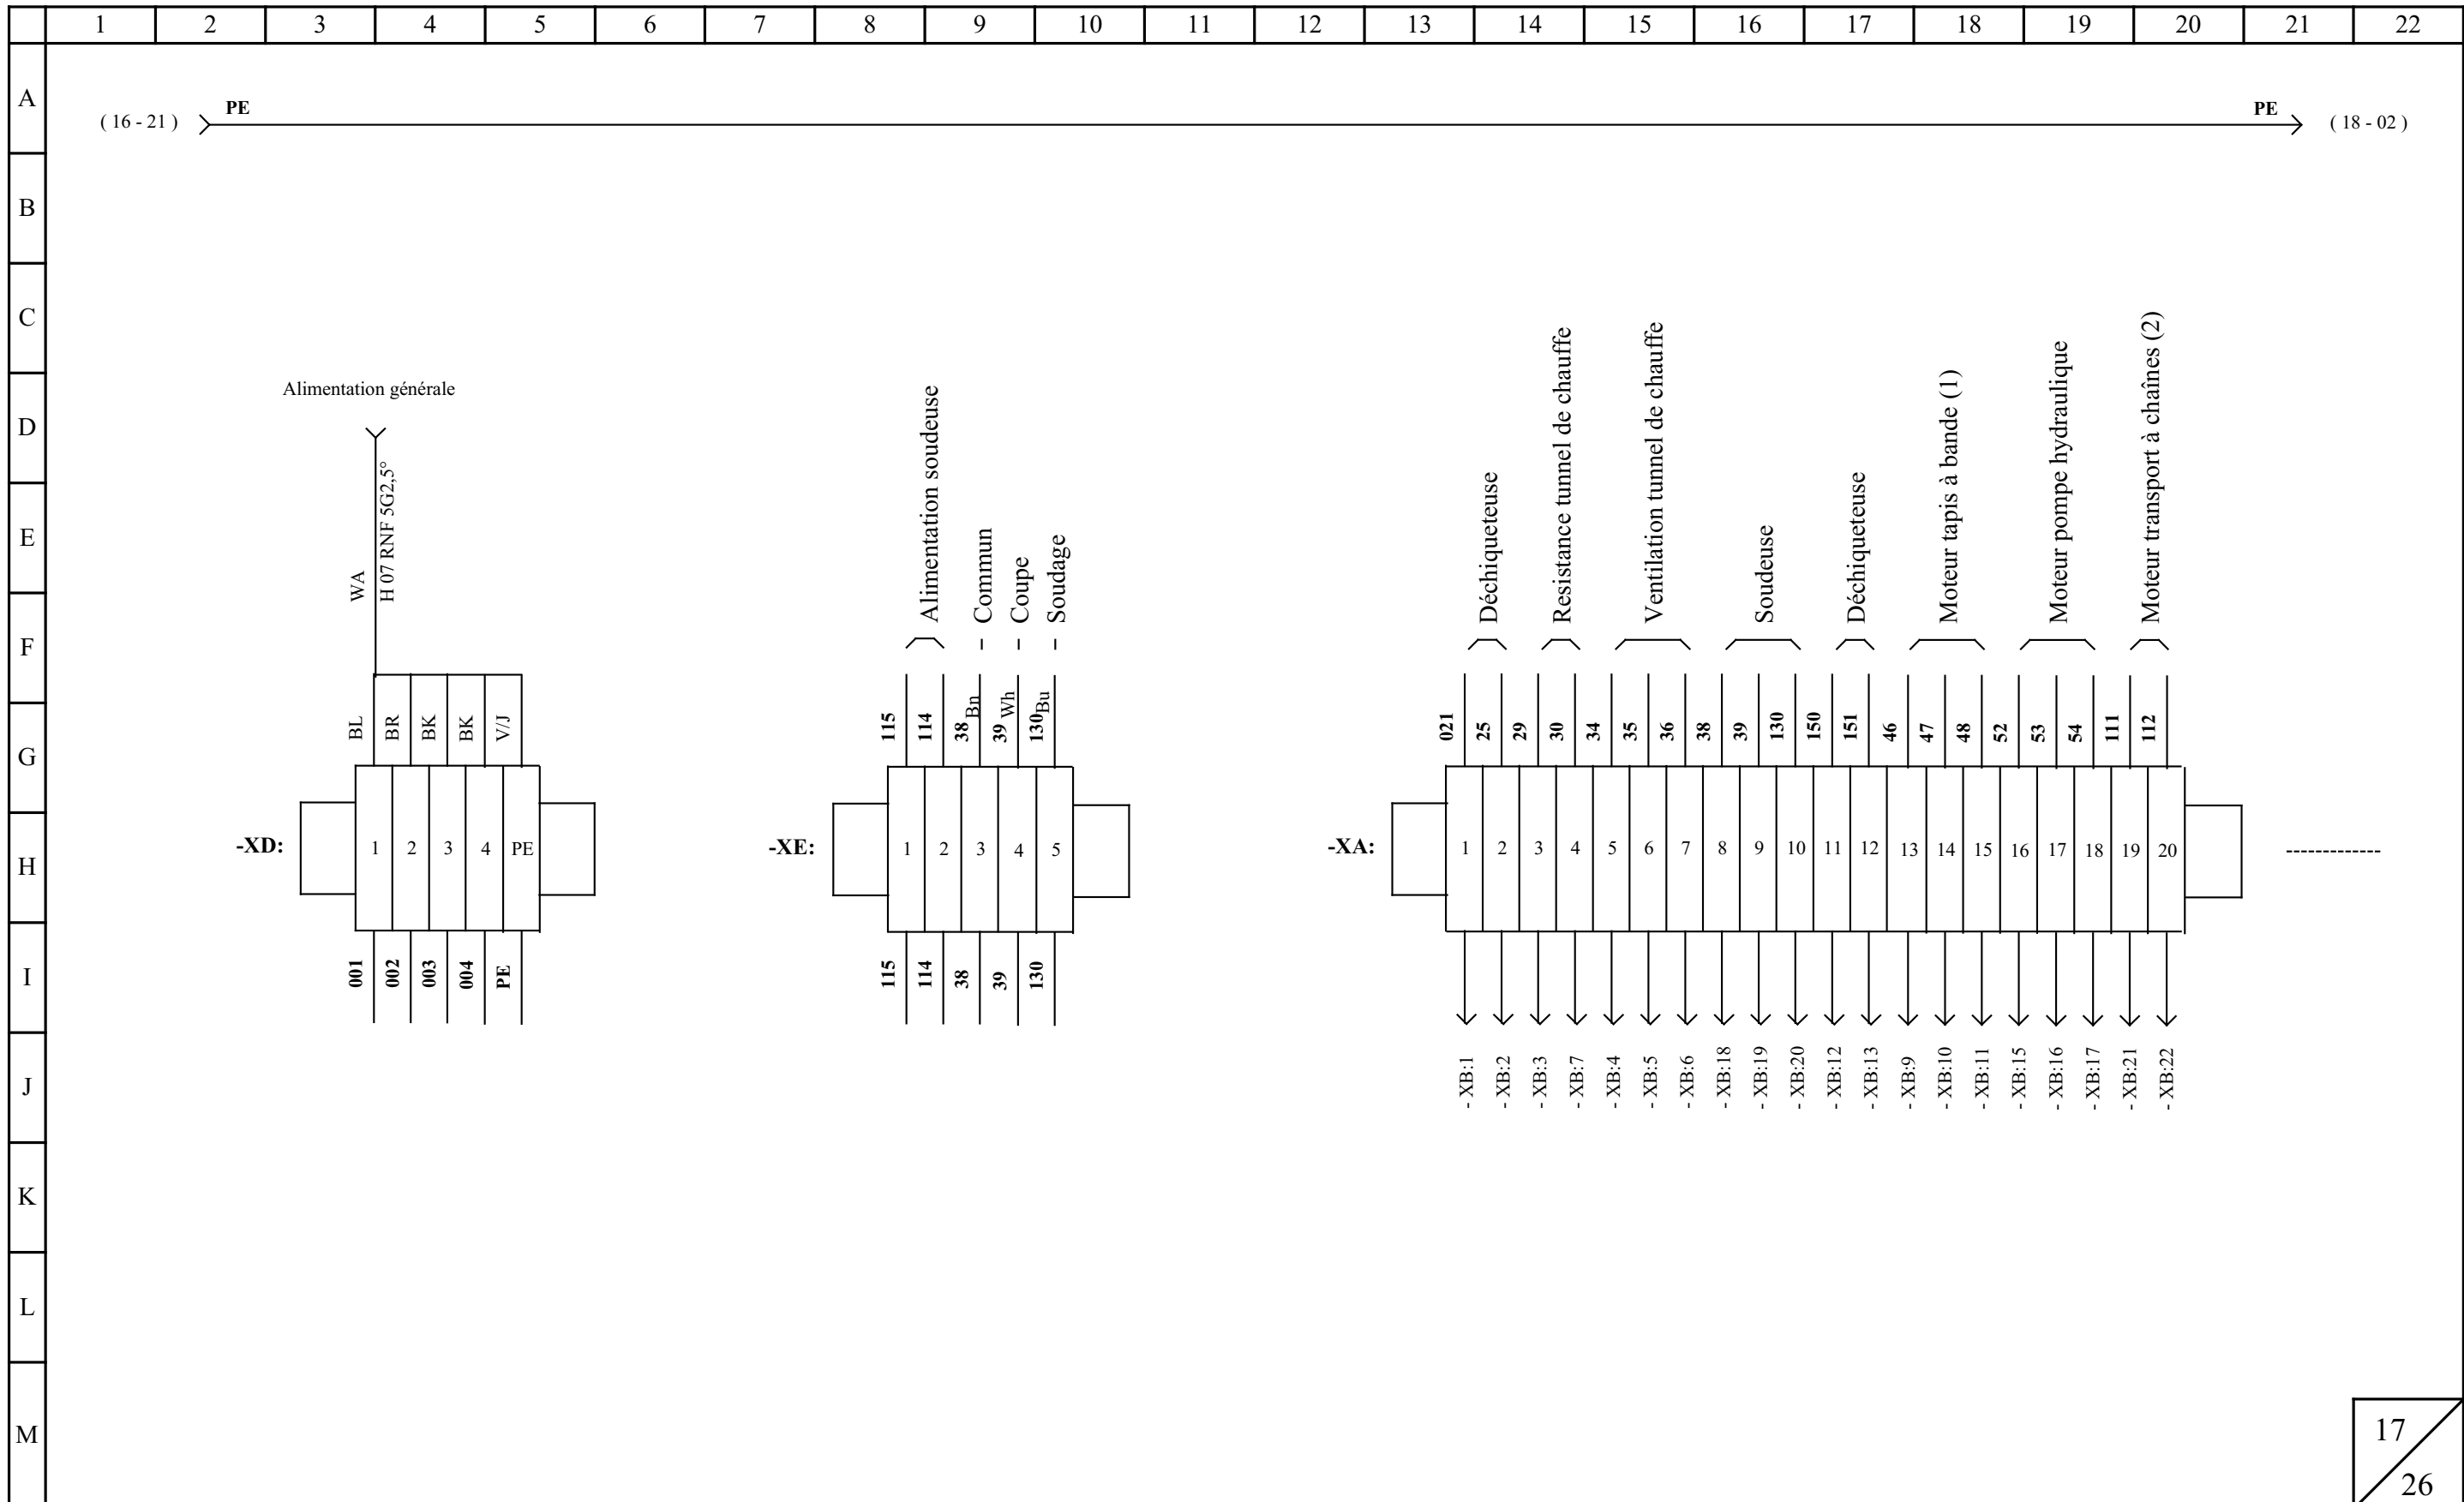 1 2 3 4 5 6 7 8 9 10 11 12 13 14 15 16 17 18 19 20 21 22
A
PE PE
( 16 - 21 ) ( 18 - 02 )
B
C
D
E
F
G
H
I
J
K
L
M
Alimentation générale
WA
H 07 RNF 5G2,5°
BL BR BK BK V/J
-XD: 1 2 3 4 PE
001 002 003 004 PE
Alimentation soudeuse
- Commun
- Coupe
- Soudage
115 114 38 Bn 39 Wh 130 Bu
-XE: 1 2 3 4 5
115 114 38 39 130
Déchiqueteuse
Resistance tunnel de chauffe
Ventilation tunnel de chauffe
Soudeuse
Déchiqueteuse
Moteur tapis à bande (1)
Moteur pompe hydraulique
Moteur transport à chaînes (2)
021 25 29 30 34 35 36 38 39 130 150 151 46 47 48 52 53 54 111 112
-XA: 1 2 3 4 5 6 7 8 9 10 11 12 13 14 15 16 17 18 19 20 ------------
- XB:1
- XB:2
- XB:3
- XB:7
- XB:4
- XB:5
- XB:6
- XB:18
- XB:19
- XB:20
- XB:12
- XB:13
- XB:9
- XB:10
- XB:11
- XB:15
- XB:16
- XB:17
- XB:21
- XB:22
17
26